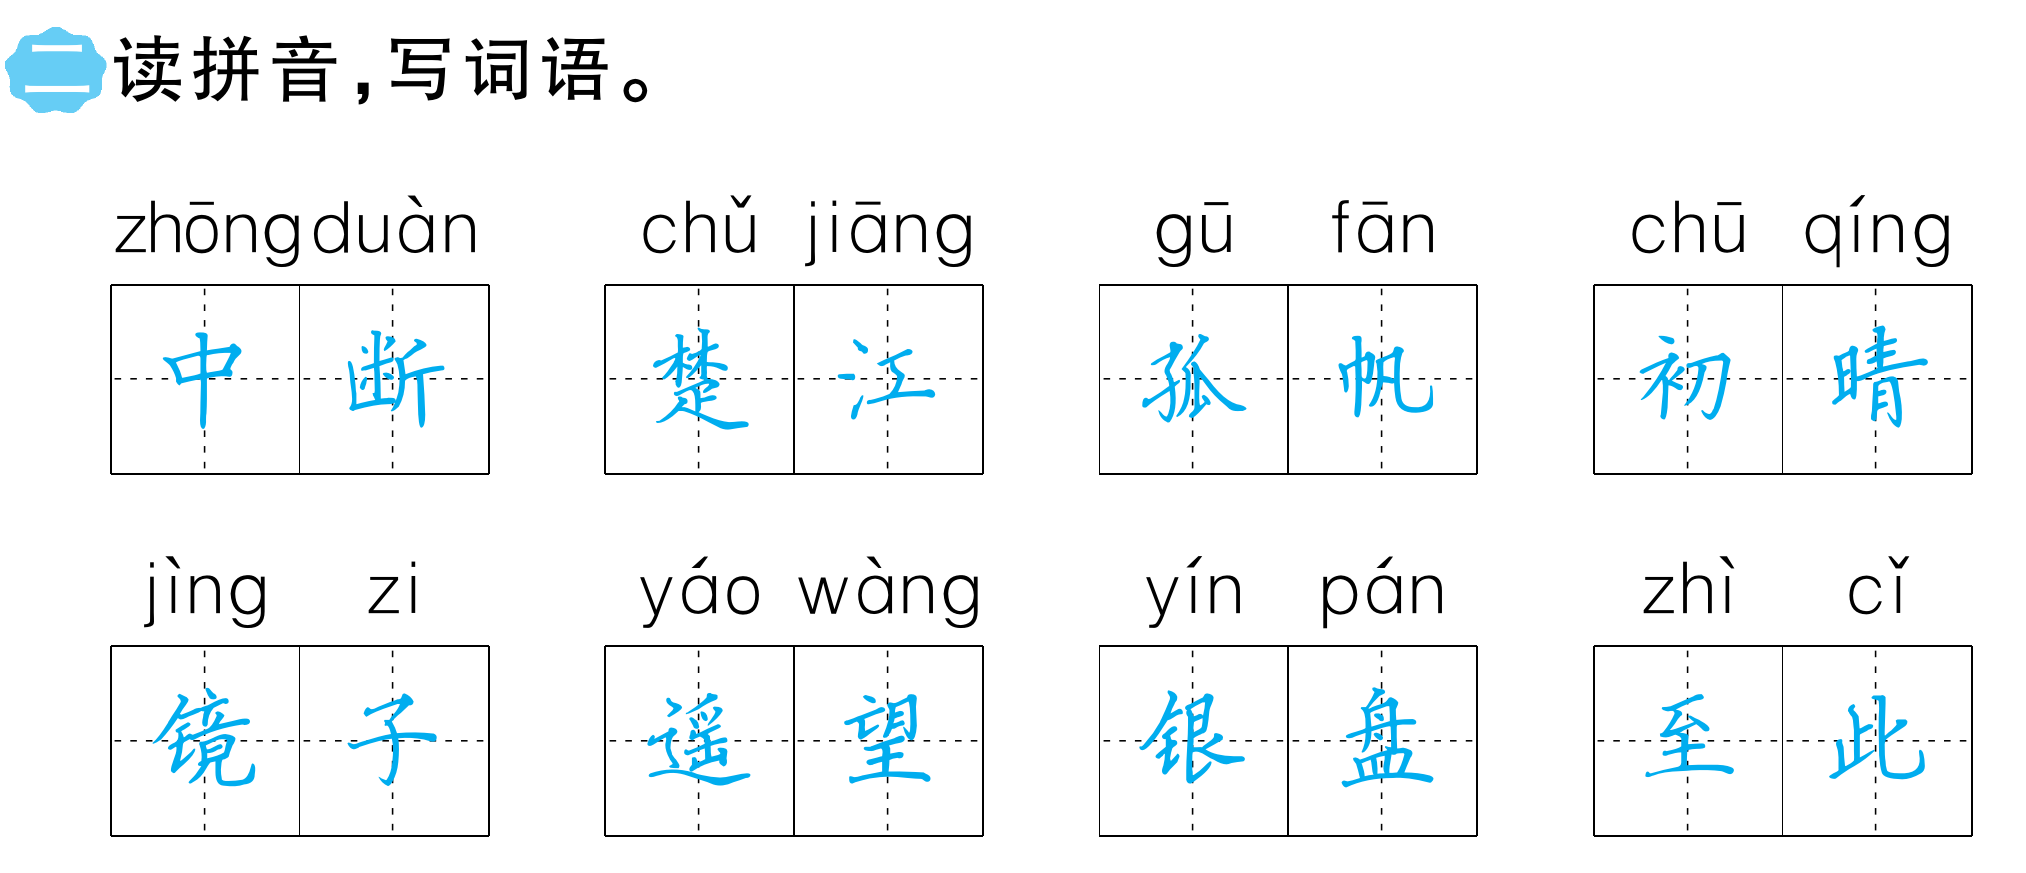 二 读拼音,写词语。
zhōng duàn chǔ jiāng gū fān chū qíng
中断 楚江 孤帆 初晴
jìng zi yáo wàng yín pán zhì cǐ
镜子 遥望 银盘 至此